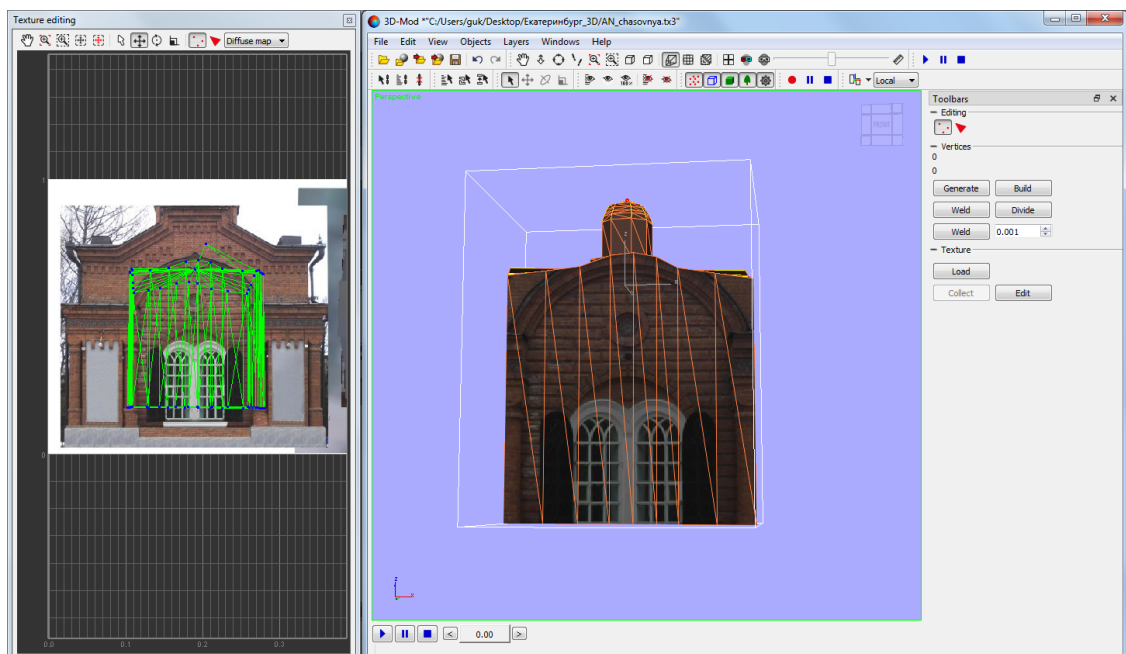 Texture editing
Diffuse map
1
0
0.0 0.1 0.2 0.3
3D-Mod *"C:/Users/guk/Desktop/Екатеринбург_3D/AN_chasovnya.tx3"
File Edit View Objects Layers Windows Help
100%
Local
Perspective
FRONT
z
x
z
x
0.00
Toolbars
Editing
Vertices
0
0
Generate Build
Weld Divide
Weld 0.001
Texture
Load
Collect Edit